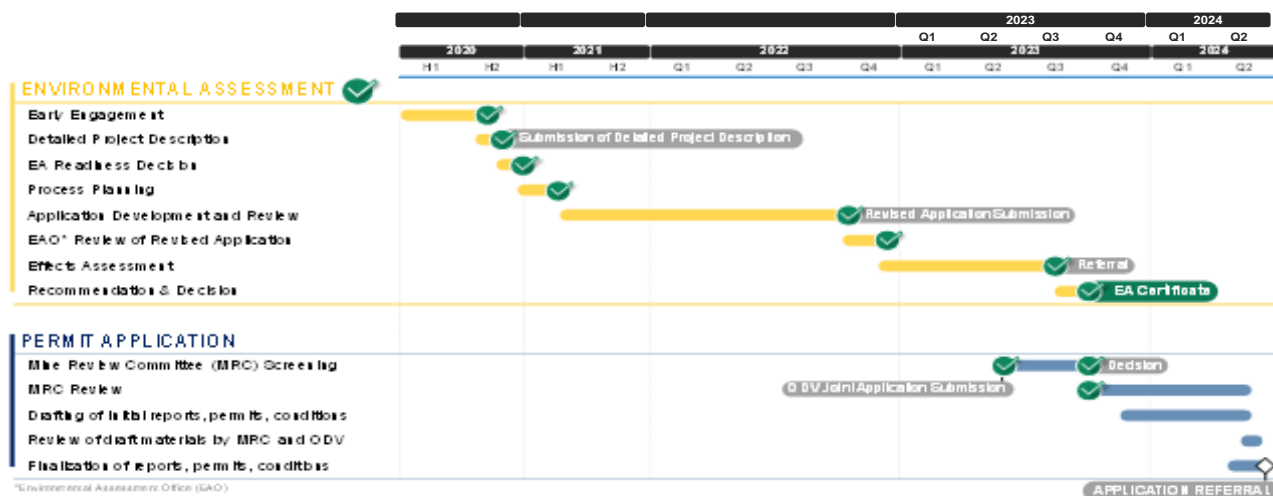 2023 2024
Q1 Q2 Q3 Q4 Q1 Q2
2020 2021 2022 2023 2024
H1 H2 H1 H2 Q1 Q2 Q3 Q4 Q1 Q2 Q3 Q4 Q1 Q2
ENVIRONMENTAL ASSESSMENT
Early Engagement
Detailed Project Description Submission of Detailed Project Description
EA Readiness Decision
Process Planning
Application Development and Review Revised Application Submission
EAO* Review of Revised Application
Effects Assessment Referral
Recommendation & Decision EA Certificate
PERMIT APPLICATION
Mine Review Committee (MRC) Screening Decision
MRC Review ODV Joint Application Submission
Drafting of initial reports, permits, conditions
Review of draft materials by MRC and ODV
Finalization of reports, permits, conditions
*Environmental Assessment Office (EAO) APPLICATION REFERRAL